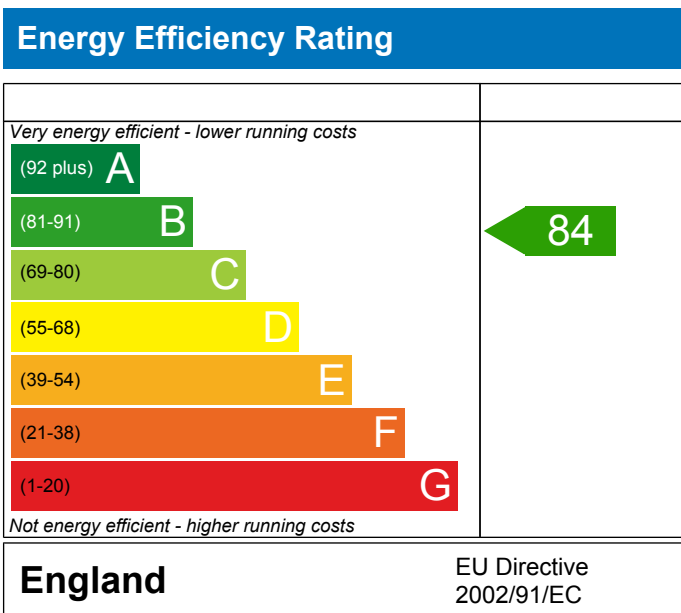 Energy Efficiency Rating
Very energy efficient - lower running costs
(92 plus) A
(81-91) B
84
(69-80) C
(55-68) D
(39-54) E
(21-38) F
(1-20) G
Not energy efficient - higher running costs
England
EU Directive
2002/91/EC